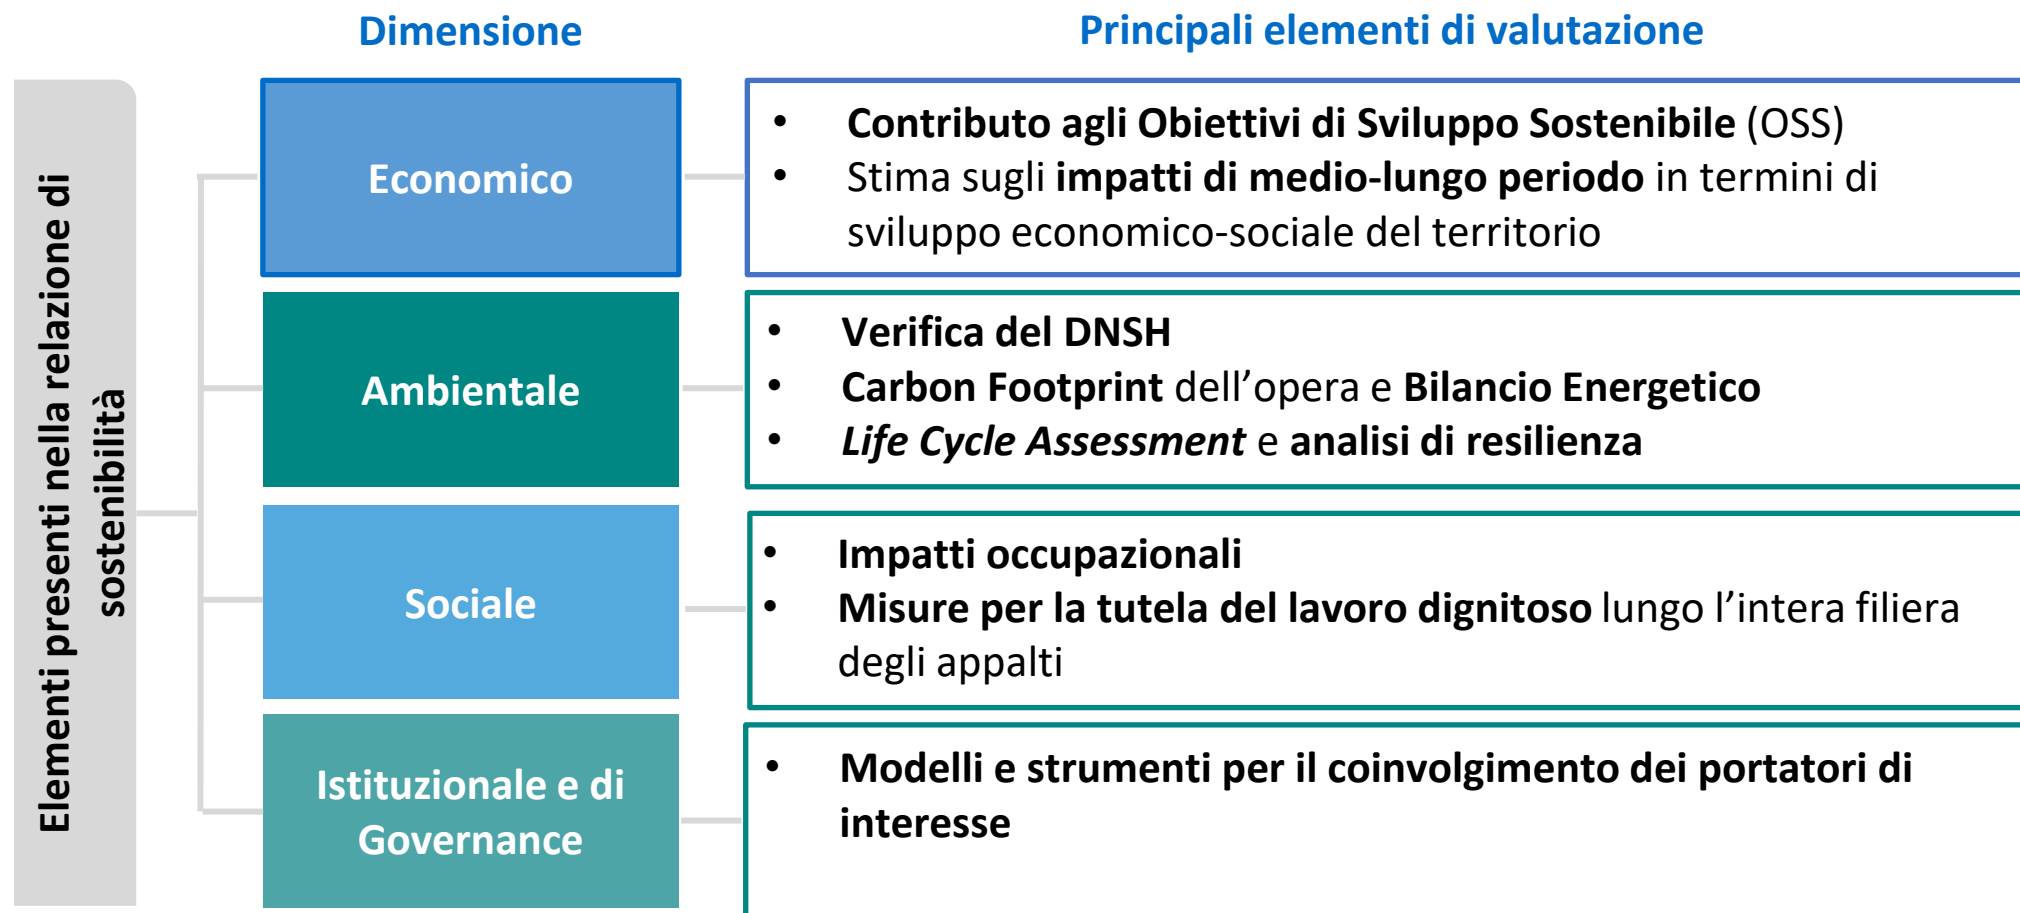 Dimensione
Principali elementi di valutazione
Elementi presenti nella relazione di
sostenibilità
Economico
• Contributo agli Obiettivi di Sviluppo Sostenibile (OSS)
• Stima sugli impatti di medio-lungo periodo in termini di
sviluppo economico-sociale del territorio
Ambientale
• Verifica del DNSH
• Carbon Footprint dell’opera e Bilancio Energetico
• Life Cycle Assessment e analisi di resilienza
Sociale
• Impatti occupazionali
• Misure per la tutela del lavoro dignitoso lungo l’intera filiera
degli appalti
Istituzionale e di
Governance
• Modelli e strumenti per il coinvolgimento dei portatori di
interesse